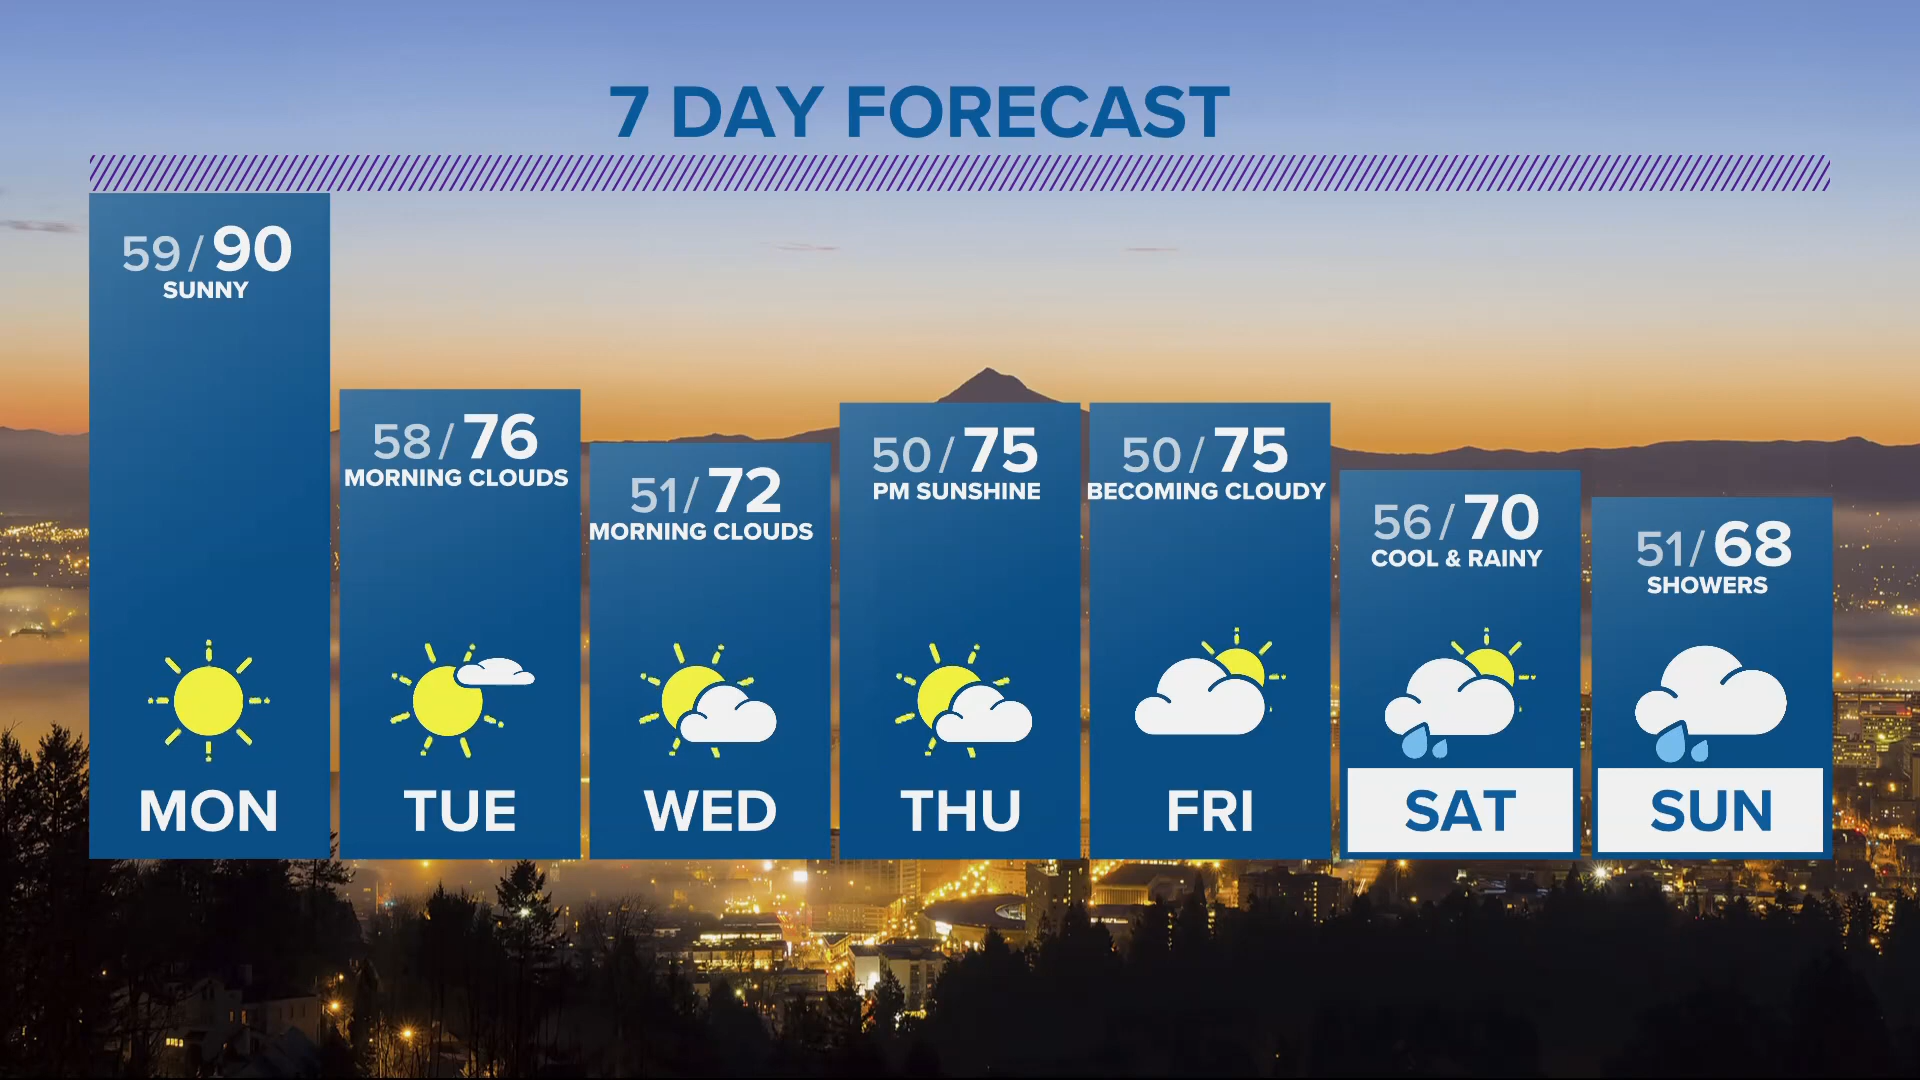 7 DAY FORECAST
59/90
SUNNY
MON
58/76
MORNING CLOUDS
TUE
51/72
MORNING CLOUDS
WED
50/75
PM SUNSHINE
THU
50/75
BECOMING CLOUDY
FRI
56/70
COOL & RAINY
SAT
51/68
SHOWERS
SUN